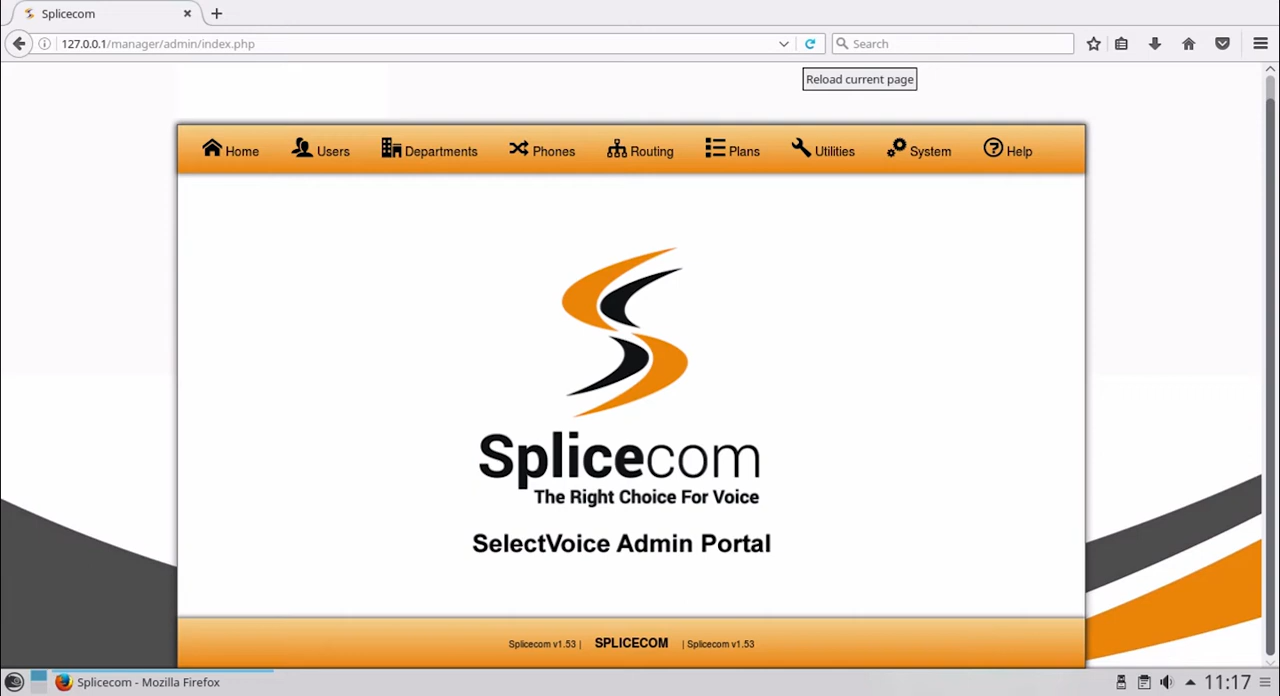 Splicecom
127.0.0.1/manager/admin/index.php
Search
Reload current page
Home Users Departments Phones Routing Plans Utilities System Help
Splicecom
The Right Choice For Voice
SelectVoice Admin Portal
Splicecom v1.53 | SPLICECOM | Splicecom v1.53
Splicecom - Mozilla Firefox
11:17